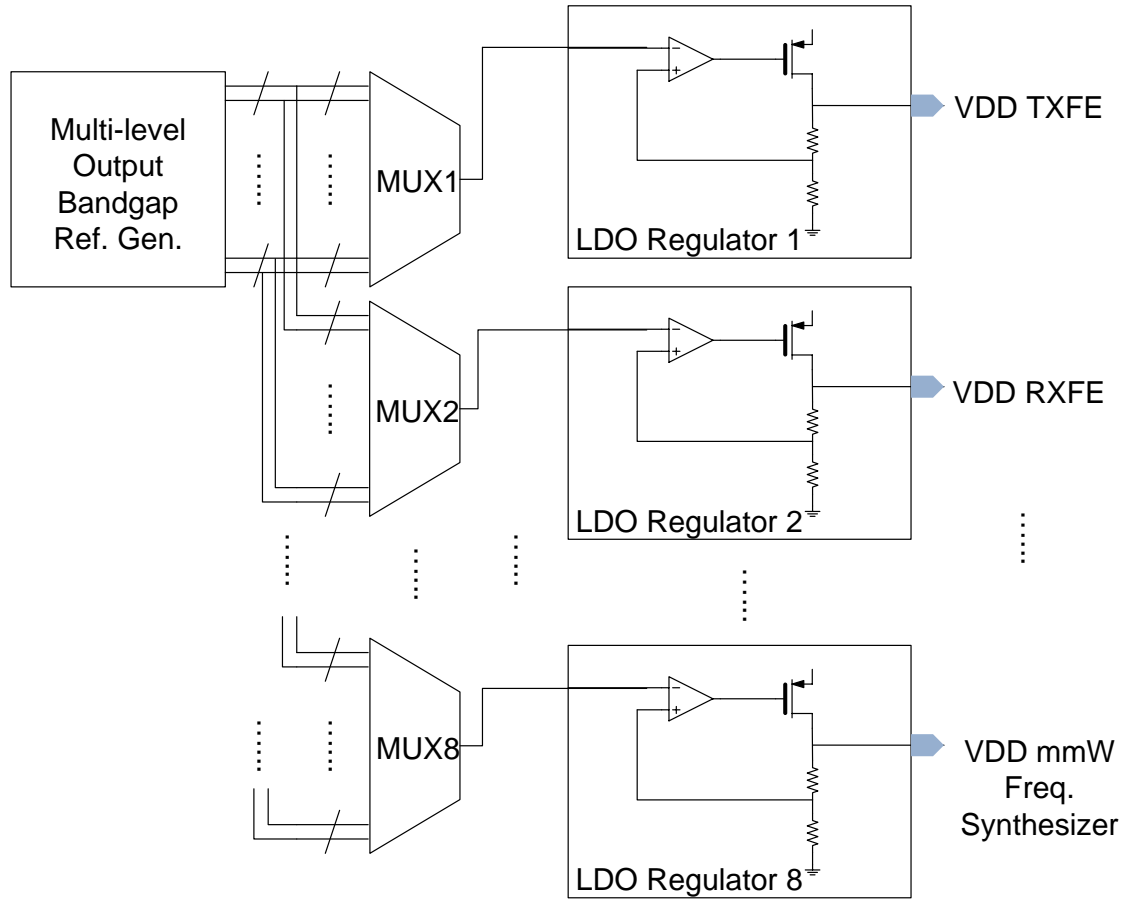 Multi-level
Output
Bandgap
Ref. Gen.
MUX1
-
+
LDO Regulator 1
VDD TXFE
MUX2
-
+
LDO Regulator 2
VDD RXFE
MUX8
-
+
LDO Regulator 8
VDD mmW
Freq.
Synthesizer